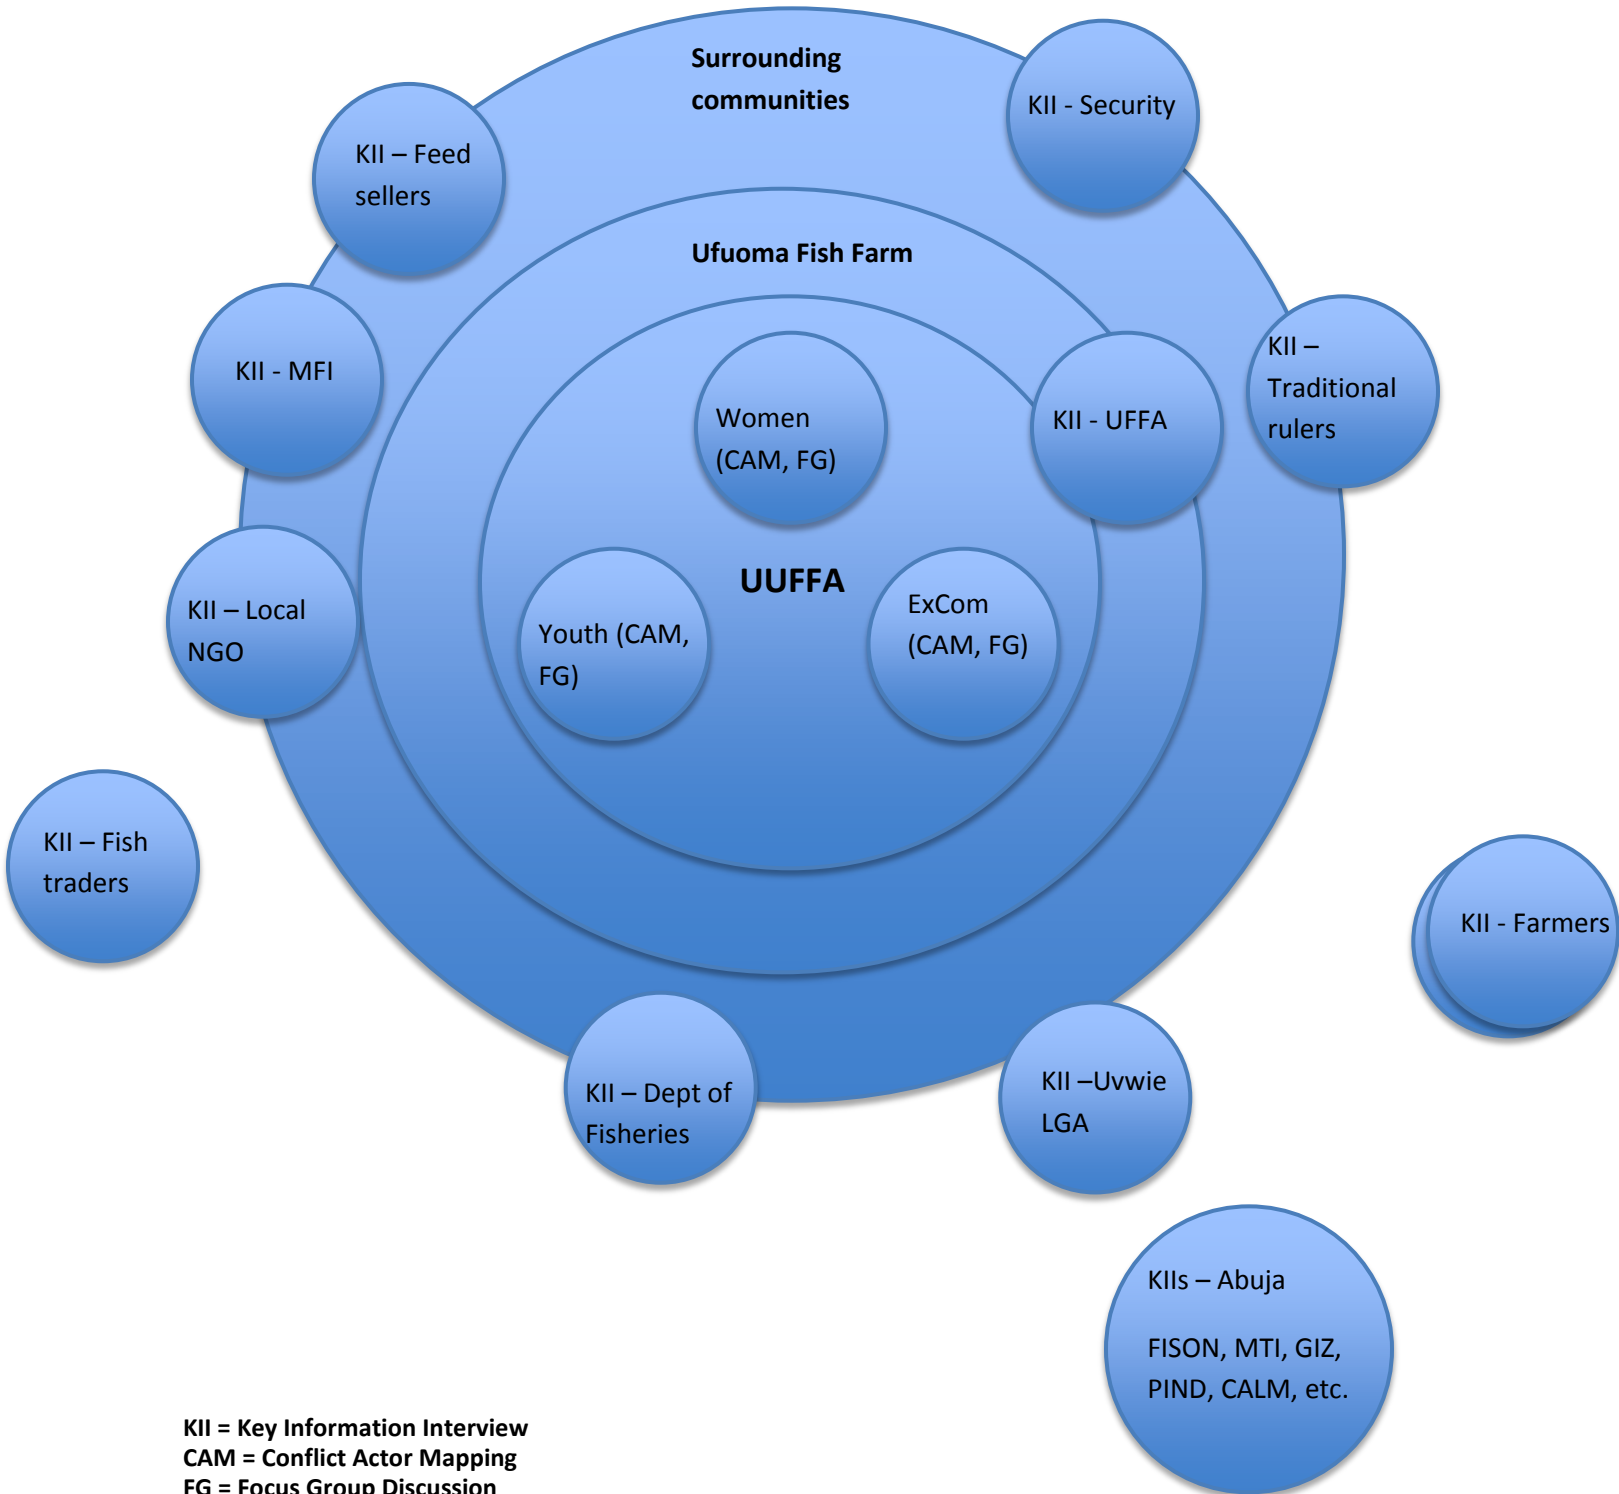 Surrounding
communities
KII - Security
KII – Feed
sellers
Ufuoma Fish Farm
KII - MFI
KII –
Traditional
rulers
Women
(CAM, FG)
KII - UFFA
UUFFA
KII – Local
NGO
Youth (CAM,
FG)
ExCom
(CAM, FG)
KII – Fish
traders
KII - Farmers
KII – Dept of
Fisheries
KII –Uvwie
LGA
KIIs – Abuja
FISON, MTI, GIZ,
PIND, CALM, etc.
KII = Key Information Interview
CAM = Conflict Actor Mapping
FG = Focus Group Discussion